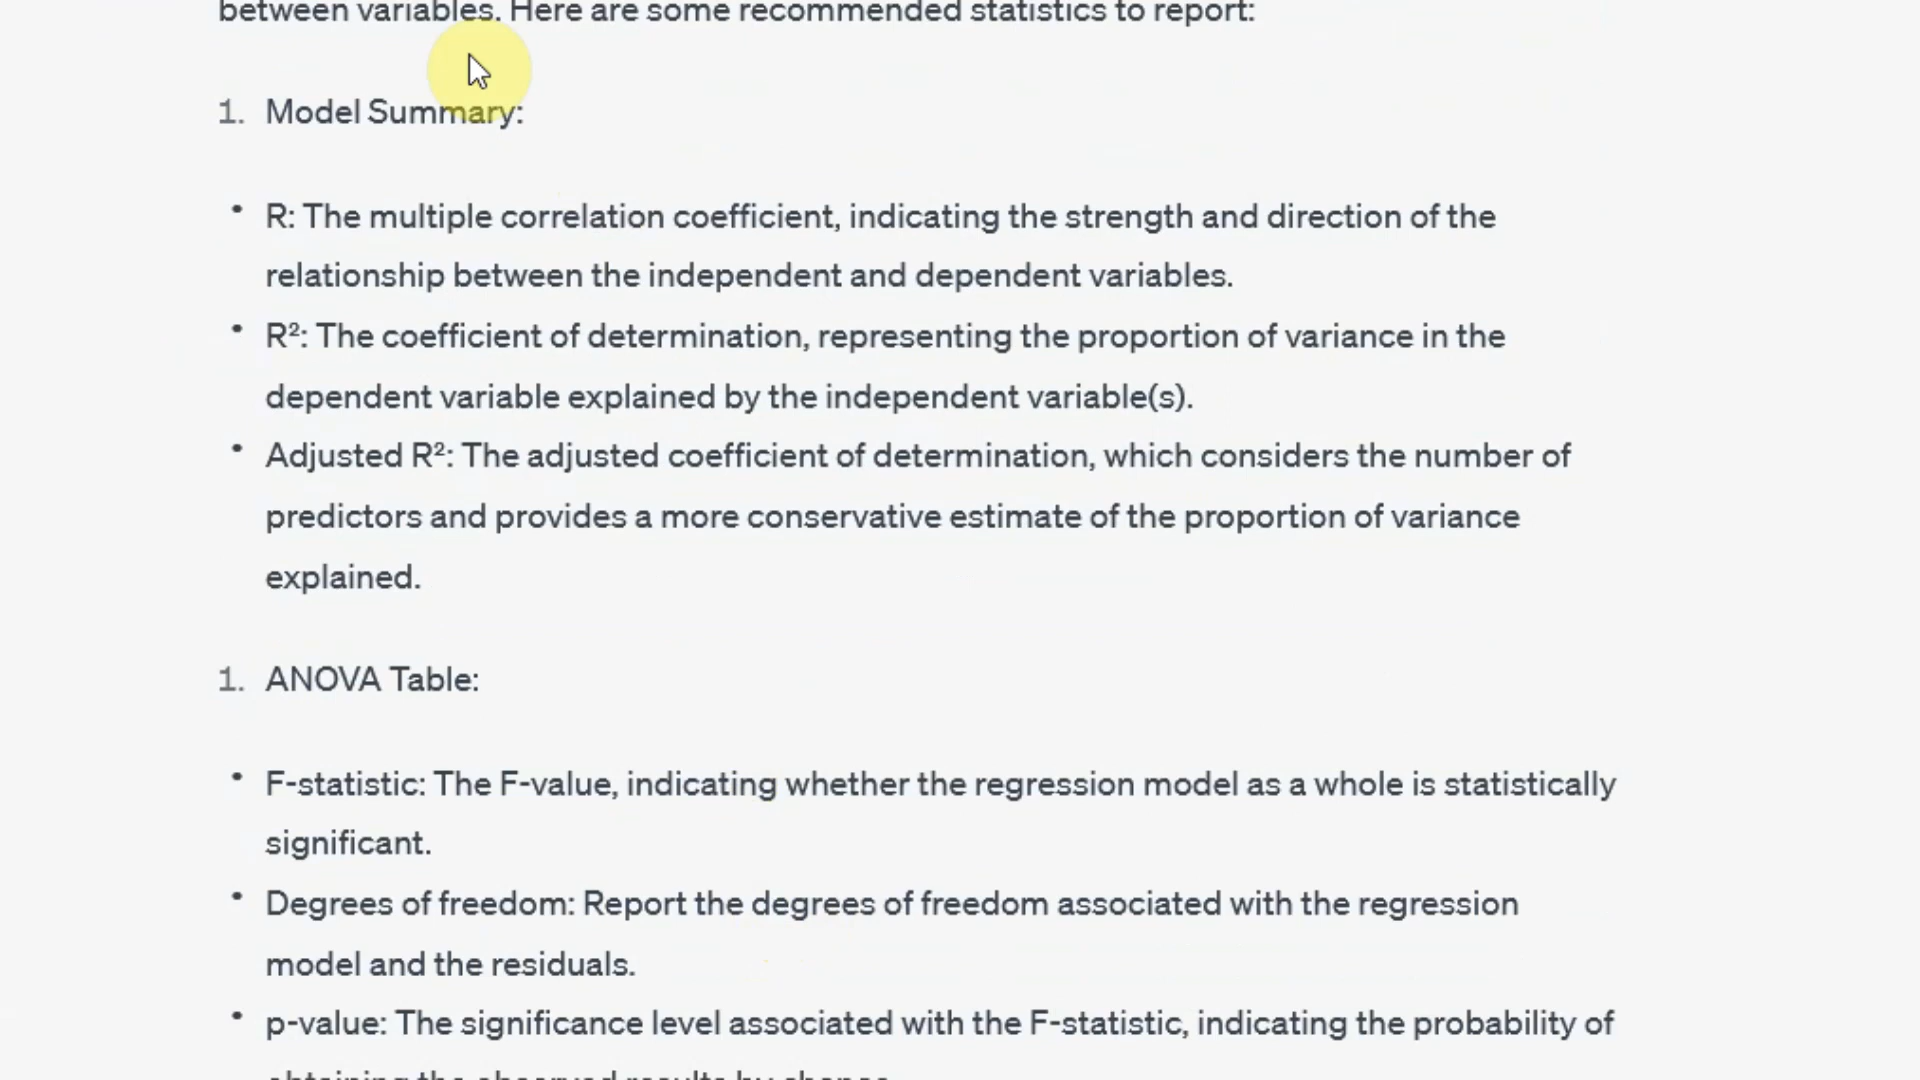 between variables. Here are some recommended statistics to report:
1. Model Summary:
• R: The multiple correlation coefficient, indicating the strength and direction of the
relationship between the independent and dependent variables.
• R²: The coefficient of determination, representing the proportion of variance in the
dependent variable explained by the independent variable(s).
• Adjusted R²: The adjusted coefficient of determination, which considers the number of
predictors and provides a more conservative estimate of the proportion of variance
explained.
1. ANOVA Table:
• F-statistic: The F-value, indicating whether the regression model as a whole is statistically
significant.
• Degrees of freedom: Report the degrees of freedom associated with the regression
model and the residuals.
• p-value: The significance level associated with the F-statistic, indicating the probability of
obtaining the observed results by chance.